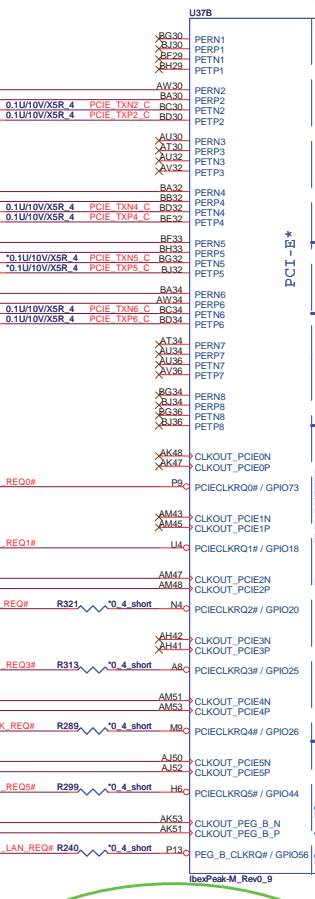 U37B
BG30 PERN1
BJ30 PERP1
BF29 PETN1
BH29 PETP1
AW30 PERN2
BA30 PERP2
0.1U/10V/X5R_4 PCIE_TXN2_C BC30 PETN2
0.1U/10V/X5R_4 PCIE_TXP2_C BD30 PETP2
AU30 PERN3
AT30 PERP3
AU32 PETN3
AV32 PETP3
BA32 PERN4
BB32 PERP4
0.1U/10V/X5R_4 PCIE_TXN4_C BD32 PETN4
0.1U/10V/X5R_4 PCIE_TXP4_C BE32 PETP4
PCI-E*
BF33 PERN5
BH33 PERP5
*0.1U/10V/X5R_4 PCIE_TXN5_C BG32 PETN5
*0.1U/10V/X5R_4 PCIE_TXP5_C BJ32 PETP5
BA34 PERN6
AW34 PERP6
0.1U/10V/X5R_4 PCIE_TXN6_C BC34 PETN6
0.1U/10V/X5R_4 PCIE_TXP6_C BD34 PETP6
AT34 PERN7
AU34 PERP7
AU36 PETN7
AV36 PETP7
BG34 PERN8
BJ34 PERP8
BG36 PETN8
BJ36 PETP8
AK48 CLKOUT_PCIE0N
AK47 CLKOUT_PCIE0P
_REQ0# P9 PCIECLKRQ0# / GPIO73
AM43 CLKOUT_PCIE1N
AM45 CLKOUT_PCIE1P
_REQ1# U4 PCIECLKRQ1# / GPIO18
AM47 CLKOUT_PCIE2N
AM48 CLKOUT_PCIE2P
_REQ# R321 *0_4_short N4 PCIECLKRQ2# / GPIO20
AH42 CLKOUT_PCIE3N
AH41 CLKOUT_PCIE3P
_REQ3# R313 *0_4_short A8 PCIECLKRQ3# / GPIO25
AM51 CLKOUT_PCIE4N
AM53 CLKOUT_PCIE4P
K_REQ# R289 *0_4_short M9 PCIECLKRQ4# / GPIO26
AJ50 CLKOUT_PCIE5N
AJ52 CLKOUT_PCIE5P
_REQ5# R299 *0_4_short H6 PCIECLKRQ5# / GPIO44
AK53 CLKOUT_PEG_B_N
AK51 CLKOUT_PEG_B_P
_LAN_REQ# R240 *0_4_short P13 PEG_B_CLKRQ# / GPIO56
IbexPeak-M_Rev0_9